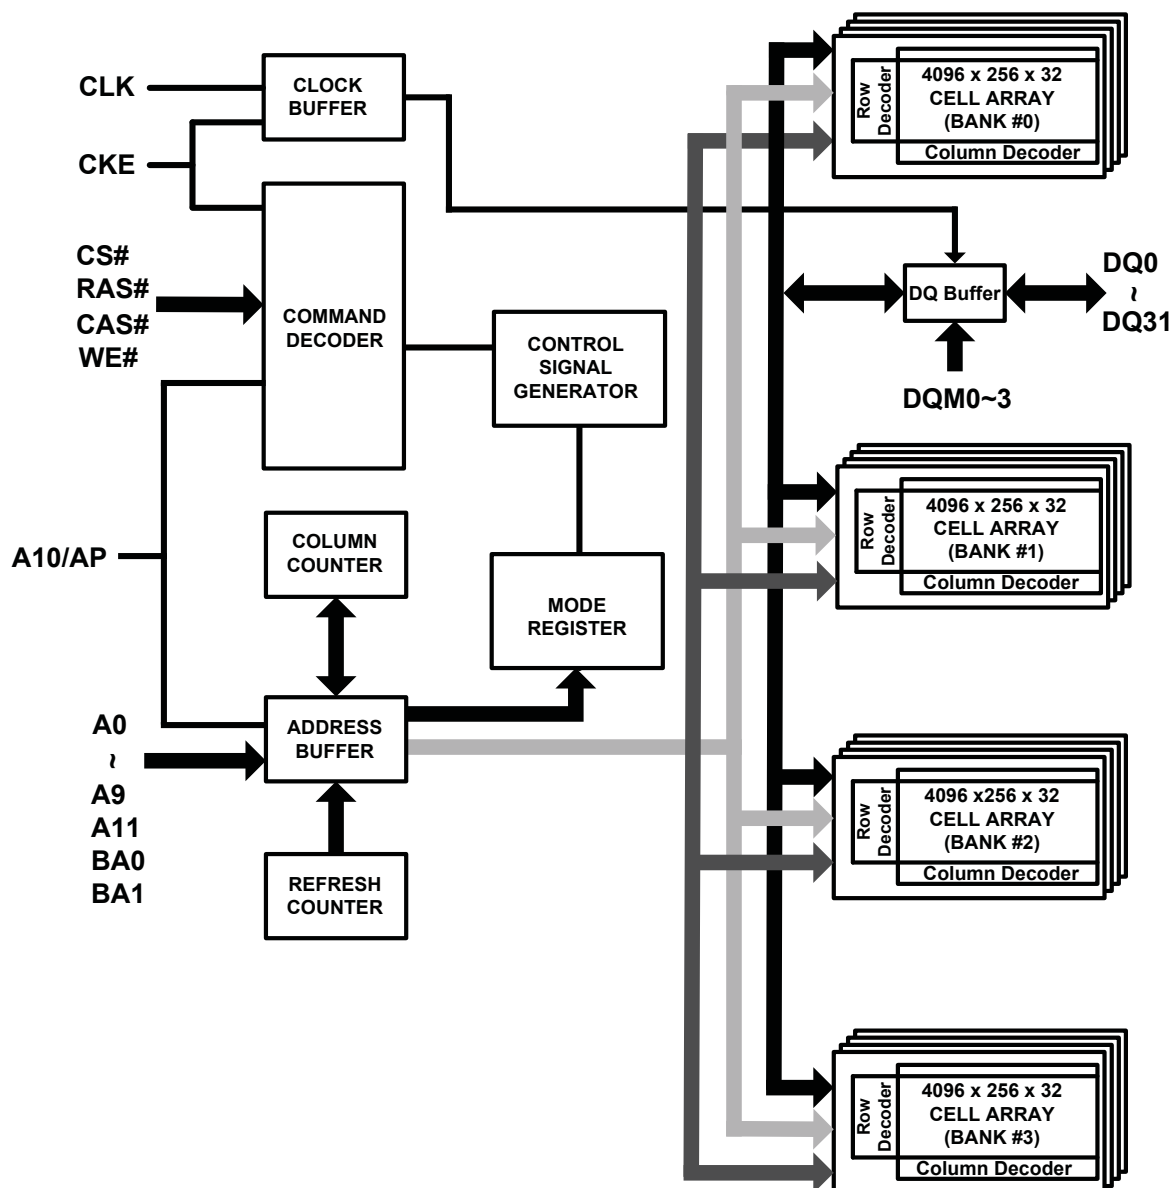 CLK
CKE
CLOCK
BUFFER
CS#
RAS#
CAS#
WE#
COMMAND
DECODER
CONTROL
SIGNAL
GENERATOR
A10/AP
COLUMN
COUNTER
MODE
REGISTER
A0
~
A9
A11
BA0
BA1
ADDRESS
BUFFER
REFRESH
COUNTER
Row
Decoder
4096 x 256 x 32
CELL ARRAY
(BANK #0)
Column Decoder
DQ Buffer
DQ0
~
DQ31
DQM0~3
Row
Decoder
4096 x 256 x 32
CELL ARRAY
(BANK #1)
Column Decoder
Row
Decoder
4096 x256 x 32
CELL ARRAY
(BANK #2)
Column Decoder
Row
Decoder
4096 x 256 x 32
CELL ARRAY
(BANK #3)
Column Decoder